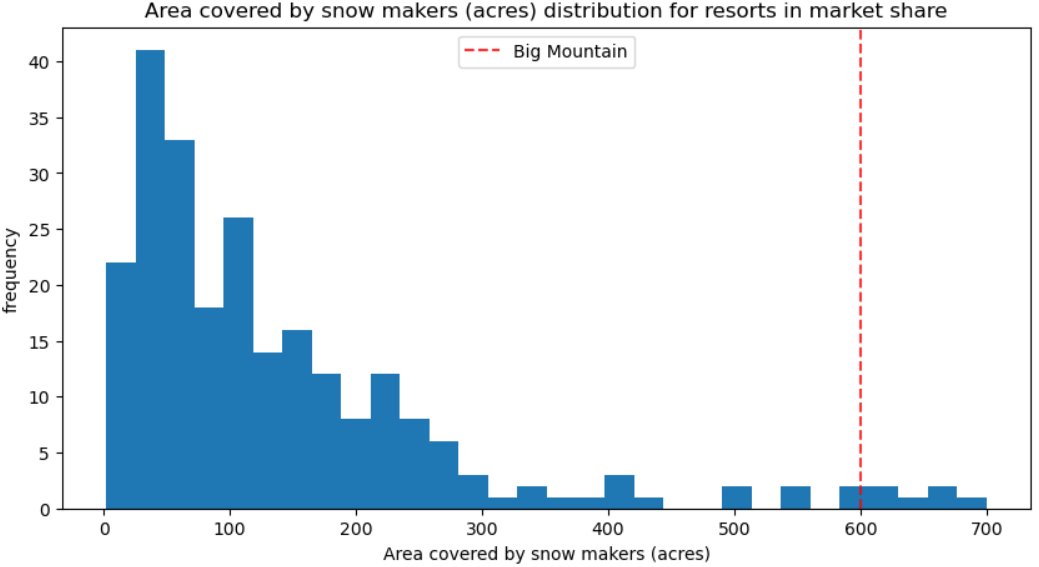 Area covered by snow makers (acres) distribution for resorts in market share
Big Mountain
frequency
40
35
30
25
20
15
10
5
0
0 100 200 300 400 500 600 700
Area covered by snow makers (acres)